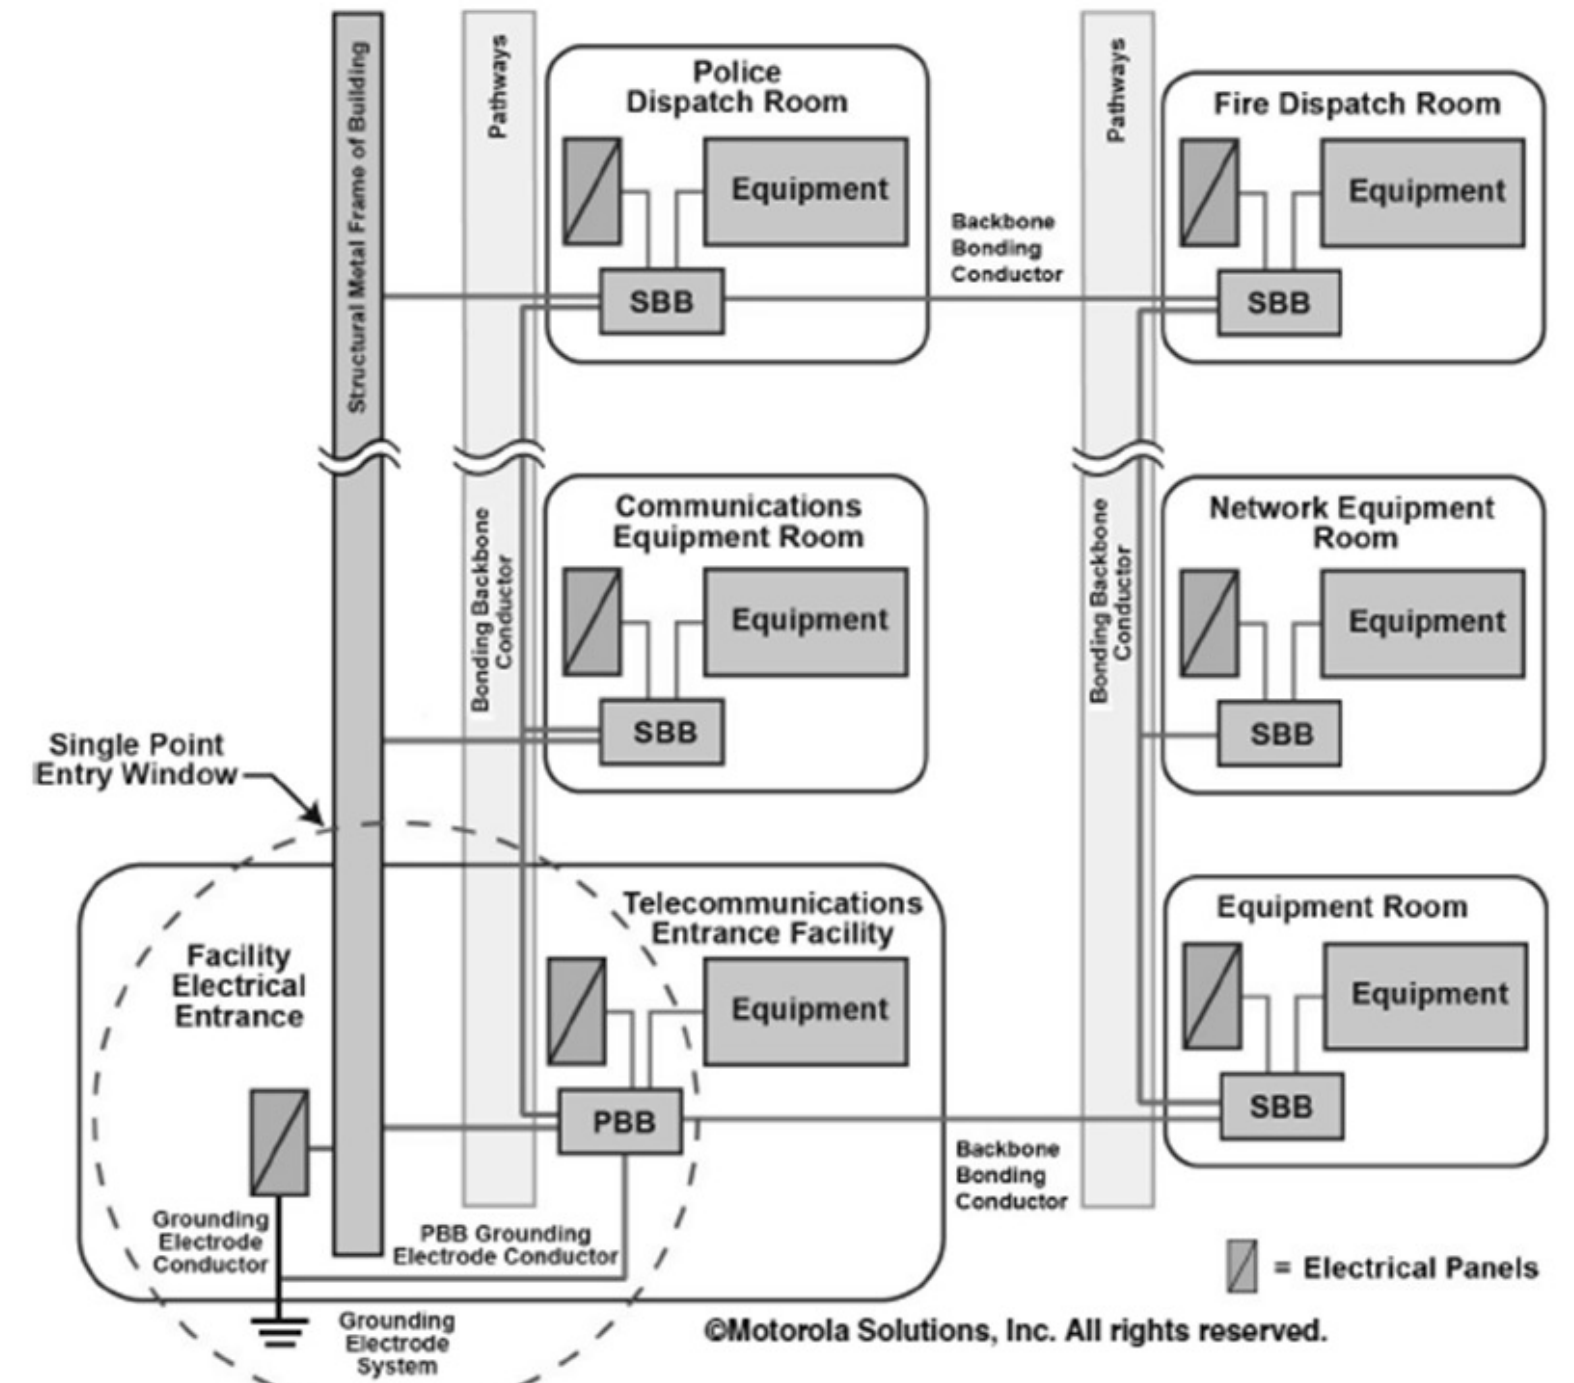 Structural Metal Frame of Building
Pathways
Police
Dispatch Room
Equipment
SBB
Backbone
Bonding
Conductor
Pathways
Fire Dispatch Room
Equipment
SBB
Bonding Backbone
Conductor
Communications
Equipment Room
Equipment
SBB
Bonding Backbone
Conductor
Network Equipment
Room
Equipment
SBB
Single Point
Entry Window
Facility
Electrical
Entrance
Telecommunications
Entrance Facility
Equipment
PBB
Backbone
Bonding
Conductor
Equipment Room
Equipment
SBB
Grounding
Electrode
Conductor
PBB Grounding
Electrode Conductor
Grounding
Electrode
System
= Electrical Panels
©Motorola Solutions, Inc. All rights reserved.